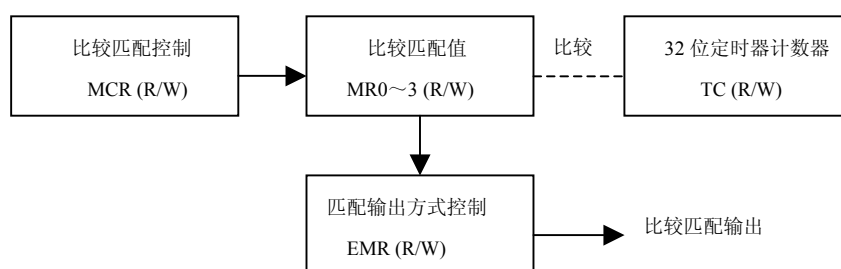 比较匹配控制
MCR (R/W)
比较匹配值
MR0～3 (R/W)
比较
32 位定时器计数器
TC (R/W)
匹配输出方式控制
EMR (R/W)
比较匹配输出